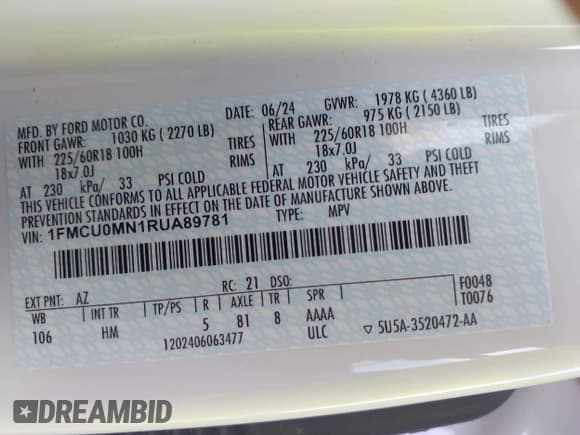 MFD. BY FORD MOTOR CO. DATE: 06/24 GVWR: 1978 KG ( 4360 LB)
FRONT GAWR: 1030 KG ( 2270 LB) REAR GAWR: 975 KG ( 2150 LB)
WITH 225/60R18 100H TIRES WITH 225/60R18 100H TIRES
18x7.0J RIMS 18x7.0J RIMS
AT 230 kPa/ 33 PSI COLD AT 230 kPa/ 33 PSI COLD
THIS VEHICLE CONFORMS TO ALL APPLICABLE FEDERAL MOTOR VEHICLE SAFETY AND THEFT
PREVENTION STANDARDS IN EFFECT ON THE DATE OF MANUFACTURE SHOWN ABOVE.
VIN: 1FMCU0MN1RUA89781 TYPE: MPV
EXT PNT: AZ RC: 21 DSO: F0048
WB INT TR TP/PS R AXLE TR SPR T0076
106 HM 5 81 8 AAAA
1202406063477 ULC ▽ 5U5A-3520472-AA
DREAMBID